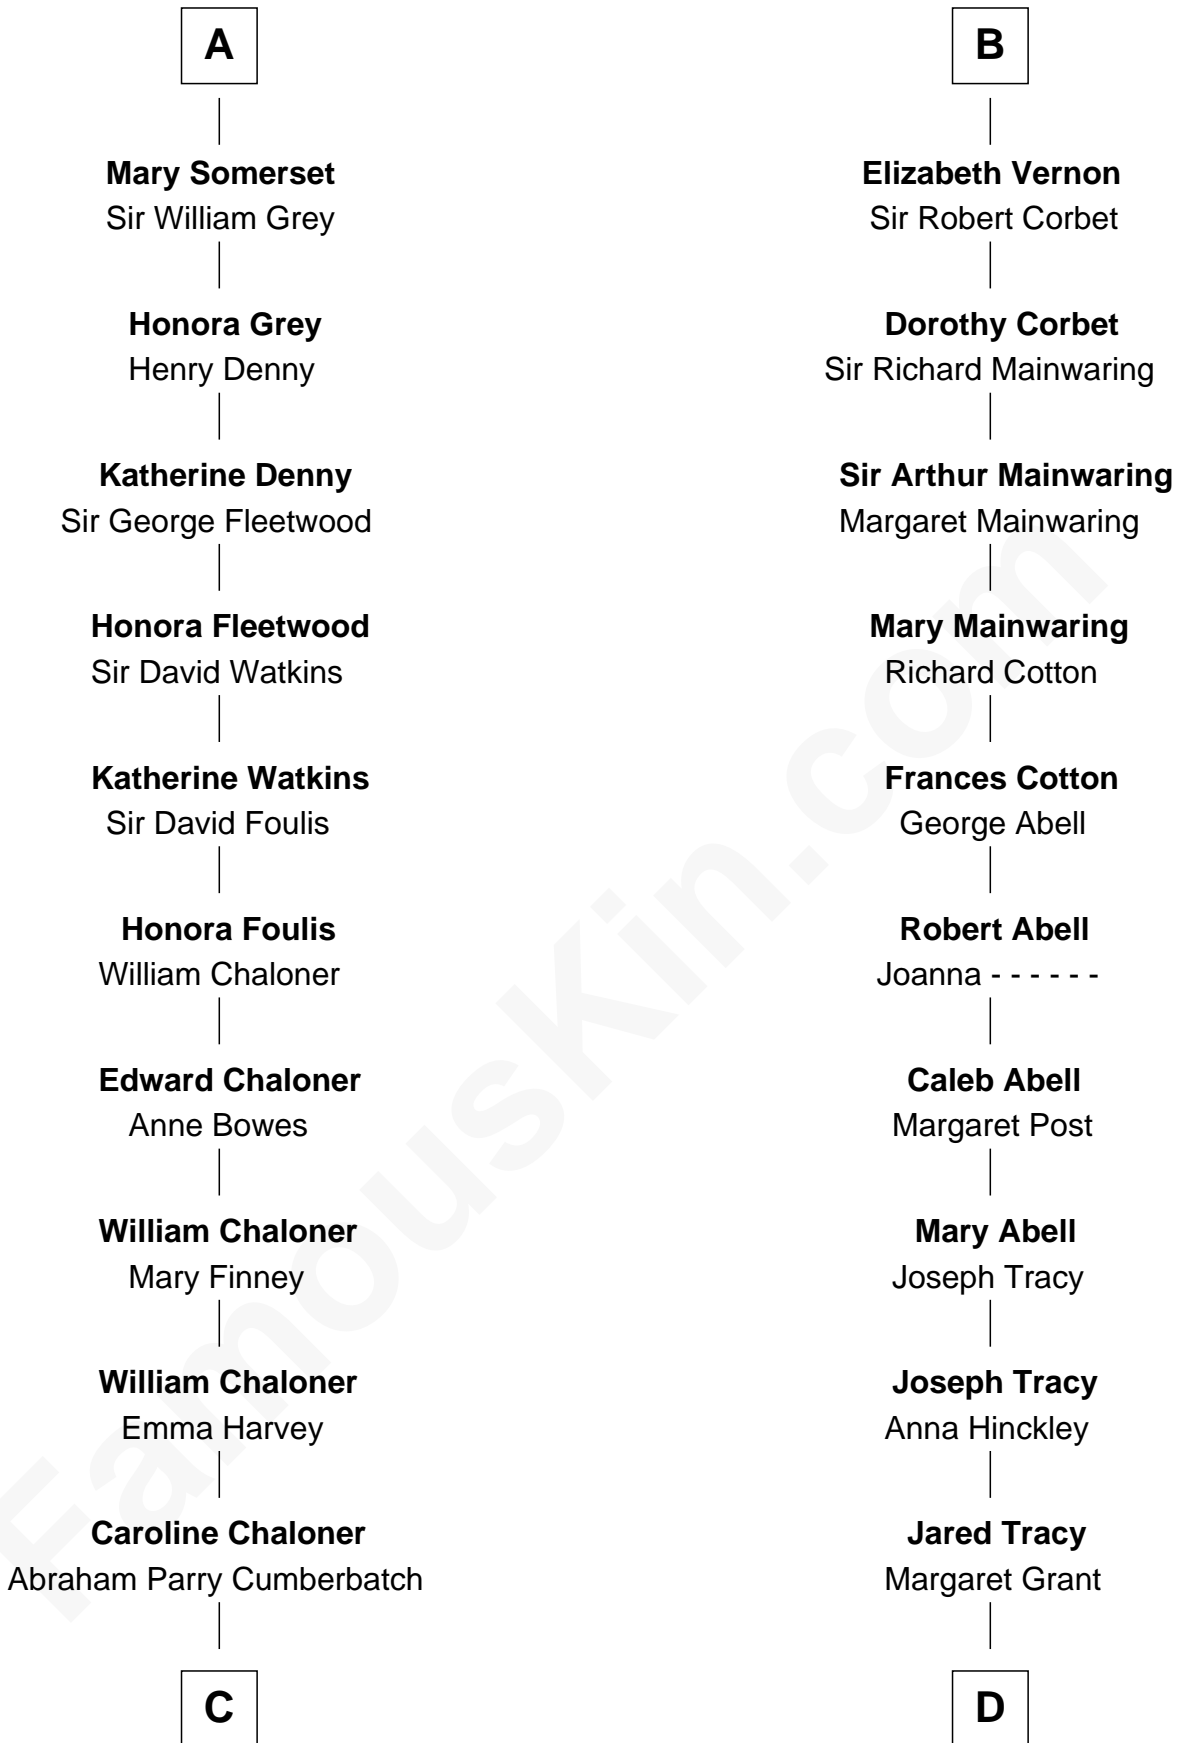 A
Mary Somerset
Sir William Grey
Honora Grey
Henry Denny
Katherine Denny
Sir George Fleetwood
Honora Fleetwood
Sir David Watkins
Katherine Watkins
Sir David Foulis
Honora Foulis
William Chaloner
Edward Chaloner
Anne Bowes
William Chaloner
Mary Finney
William Chaloner
Emma Harvey
Caroline Chaloner
Abraham Parry Cumberbatch
C
B
Elizabeth Vernon
Sir Robert Corbet
Dorothy Corbet
Sir Richard Mainwaring
Sir Arthur Mainwaring
Margaret Mainwaring
Mary Mainwaring
Richard Cotton
Frances Cotton
George Abell
Robert Abell
Joanna - - - - - -
Caleb Abell
Margaret Post
Mary Abell
Joseph Tracy
Joseph Tracy
Anna Hinckley
Jared Tracy
Margaret Grant
D
FamousKin.com